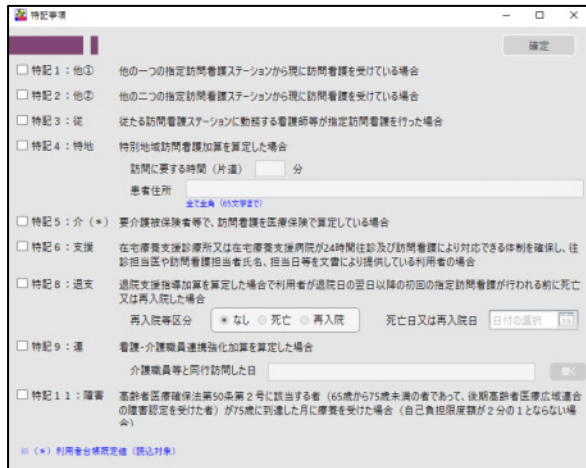 特記事項
確定
特記1：他① 他の一つの指定訪問看護ステーションから現に訪問看護を受けている場合
特記2：他② 他の二つの指定訪問看護ステーションから現に訪問看護を受けている場合
特記3：従 従たる訪問看護ステーションに勤務する看護師等が指定訪問看護を行った場合
特記4：特地 特別地域訪問看護加算を算定した場合
訪問に要する時間（片道） 分
患者住所
全て全角（65文字まで）
特記5：介（*） 要介護被保険者等で、訪問看護を医療保険で算定している場合
特記6：支援 在宅療養支援診療所又は在宅療養支援病院が24時間往診及び訪問看護により対応できる体制を確保し、往
診担当医や訪問看護担当者氏名、担当日等を文書により提供している利用者の場合
特記8：退支 退院支援指導加算を算定した場合で利用者が退院日の翌日以降の初回の指定訪問看護が行われる前に死亡
又は再入院した場合
再入院等区分 なし 死亡 再入院 死亡日又は再入院日 日付の選択 15
特記9：連 看護・介護職員連携強化加算を算定した場合
介護職員等と同行訪問した日 開く
特記11：障害 高齢者医療確保法第50条第2号に該当する者（65歳から75歳未満の者であって、後期高齢者医療広域連合
の障害認定を受けた者）が75歳に到達した月に療養を受けた場合（自己負担限度額が2分の1とならない場
合）
※（*）利用者台帳既定値（読込対象）